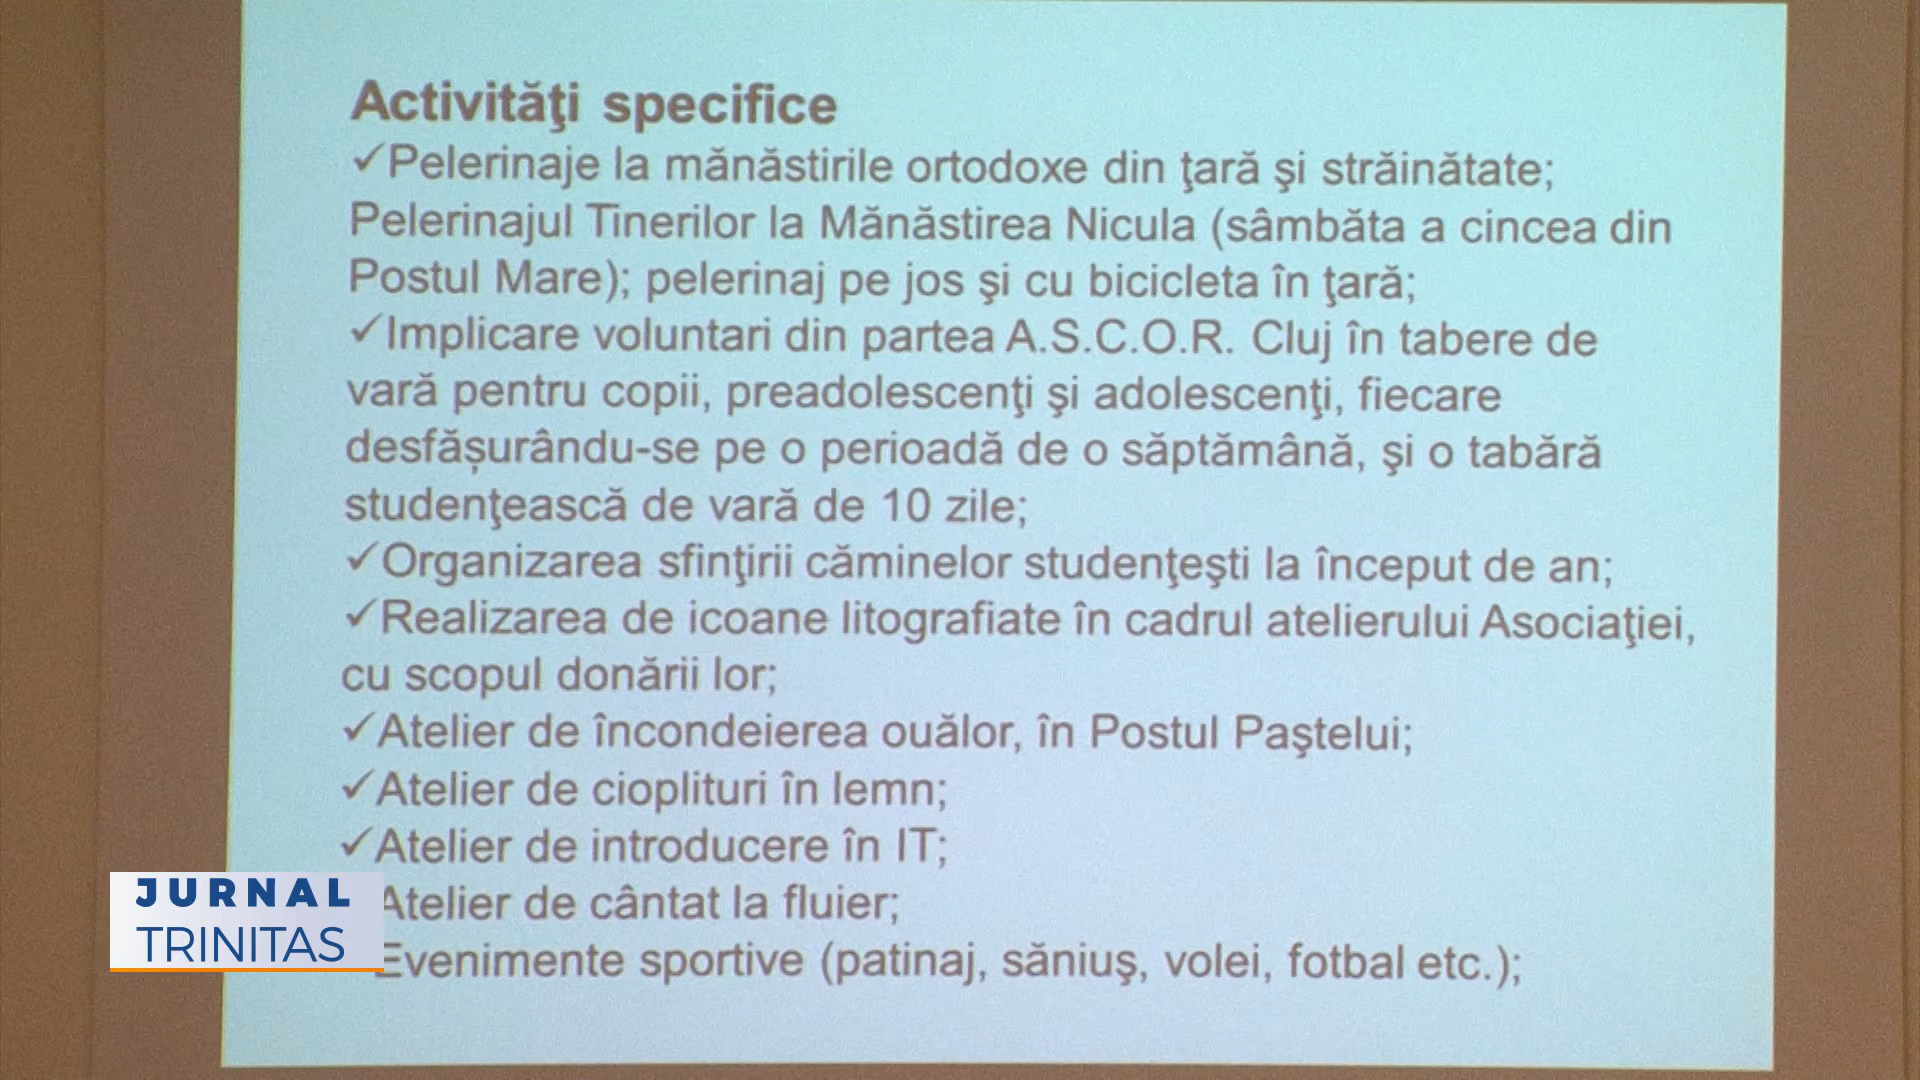 Activităţi specifice
✓Pelerinaje la mănăstirile ortodoxe din ţară şi străinătate;
Pelerinajul Tinerilor la Mănăstirea Nicula (sâmbăta a cincea din
Postul Mare); pelerinaj pe jos şi cu bicicleta în ţară;
✓Implicare voluntari din partea A.S.C.O.R. Cluj în tabere de
vară pentru copii, preadolescenţi şi adolescenţi, fiecare
desfășurându-se pe o perioadă de o săptămână, şi o tabără
studenţească de vară de 10 zile;
✓Organizarea sfinţirii căminelor studenţeşti la început de an;
✓Realizarea de icoane litografiate în cadrul atelierului Asociaţiei,
cu scopul donării lor;
✓Atelier de încondeierea ouălor, în Postul Paştelui;
✓Atelier de cioplituri în lemn;
✓Atelier de introducere în IT;
Atelier de cântat la fluier;
Evenimente sportive (patinaj, săniuş, volei, fotbal etc.);
JURNAL
TRINITAS